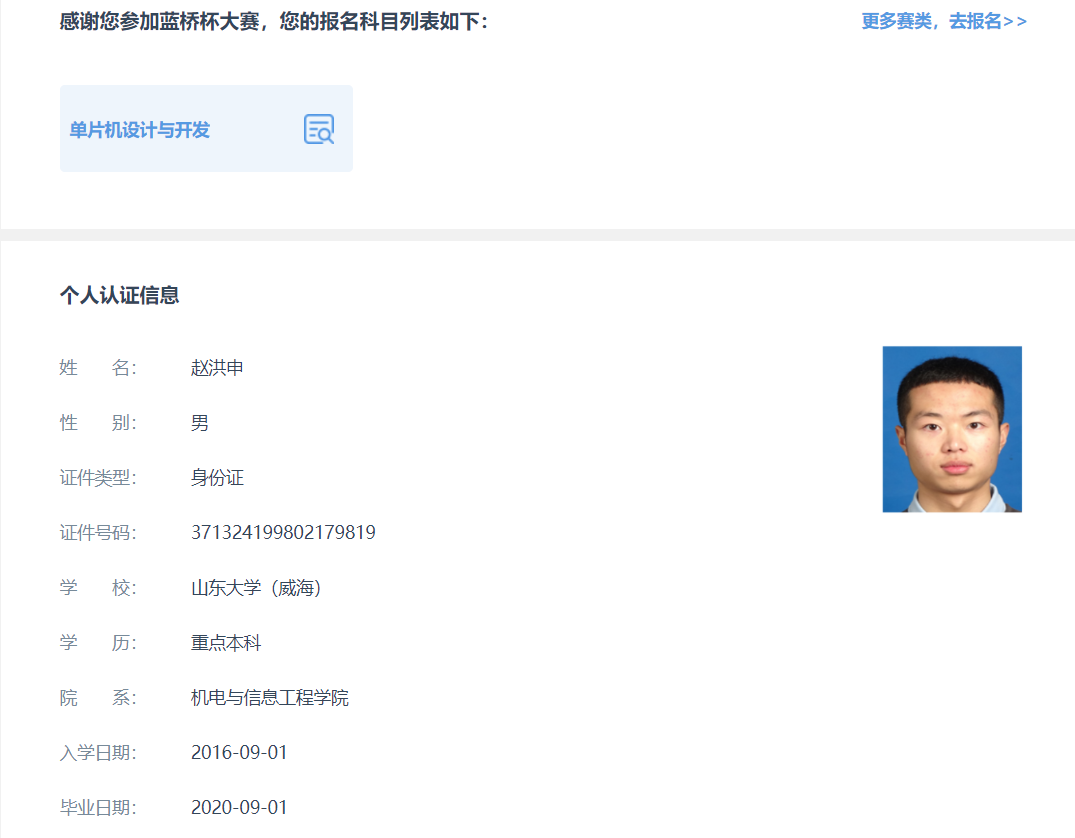 感谢您参加蓝桥杯大赛，您的报名科目列表如下：
更多赛类，去报名>>
单片机设计与开发
个人认证信息
姓 名： 赵洪申
性 别： 男
证件类型： 身份证
证件号码： 371324199802179819
学 校： 山东大学（威海）
学 历： 重点本科
院 系： 机电与信息工程学院
入学日期： 2016-09-01
毕业日期： 2020-09-01